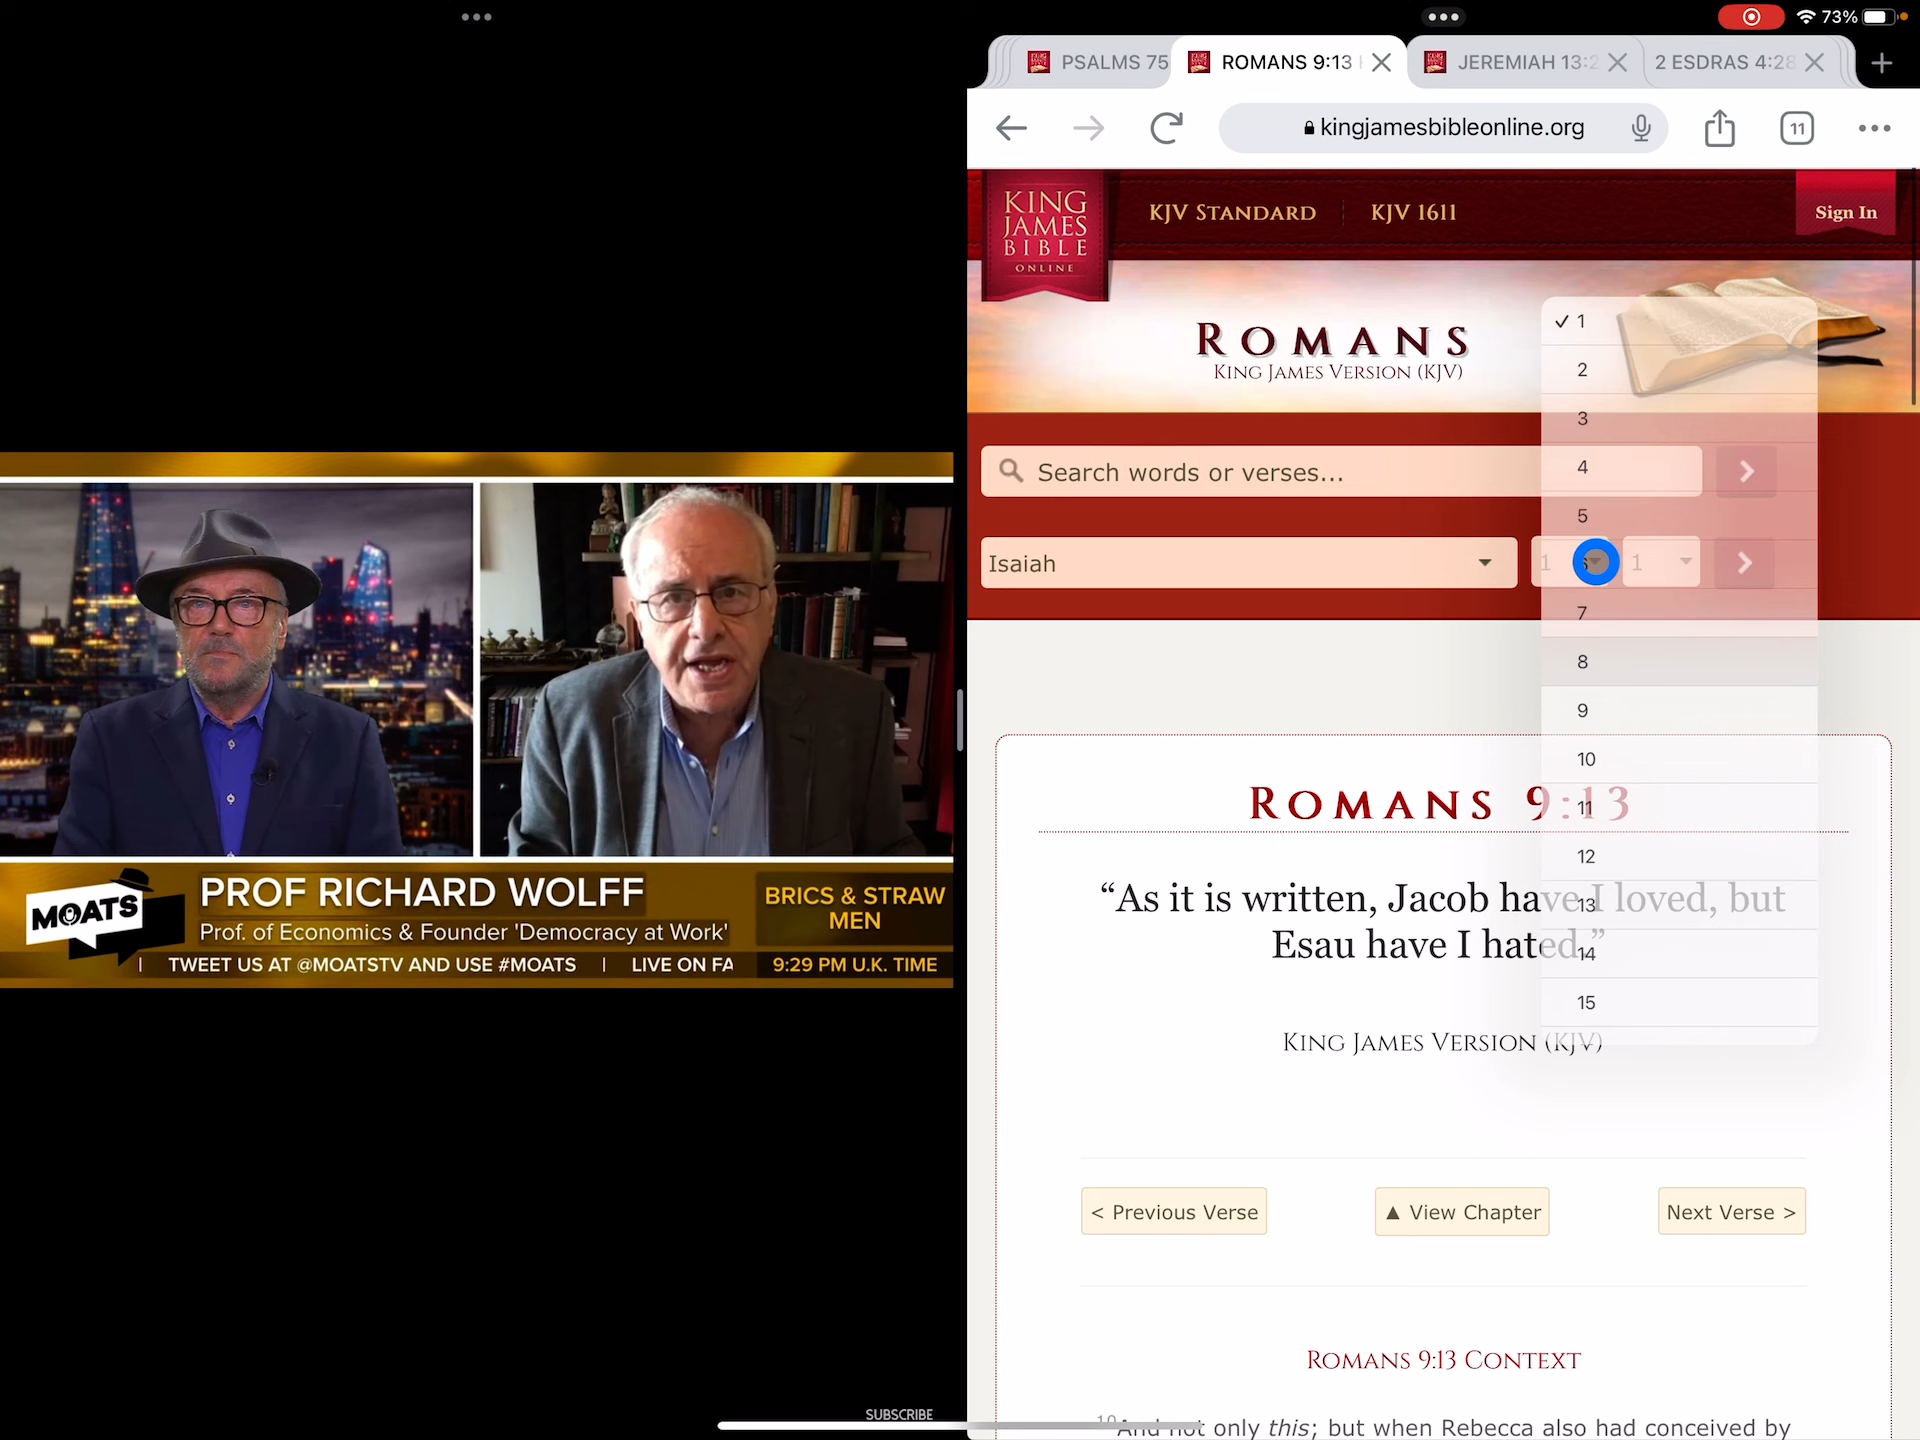 73%
PSALMS 75
ROMANS 9:13
JEREMIAH 13:2
2 ESDRAS 4:28
kingjamesbibleonline.org
11
KING
JAMES
BIBLE
ONLINE
KJV STANDARD
KJV 1611
Sign In
ROMANS
KING JAMES VERSION (KJV)
Search words or verses...
Isaiah
1
1
✓ 1
2
3
4
5
6
7
8
9
10
11
12
13
14
15
ROMANS 9:13
“As it is written, Jacob have I loved, but
Esau have I hated.”
KING JAMES VERSION (KJV)
< Previous Verse
▲ View Chapter
Next Verse >
ROMANS 9:13 CONTEXT
10And not only this; but when Rebecca also had conceived by
MOATS
PROF RICHARD WOLFF
Prof. of Economics & Founder 'Democracy at Work'
BRICS & STRAW
MEN
| TWEET US AT @MOATSTV AND USE #MOATS | LIVE ON FA
9:29 PM U.K. TIME
SUBSCRIBE